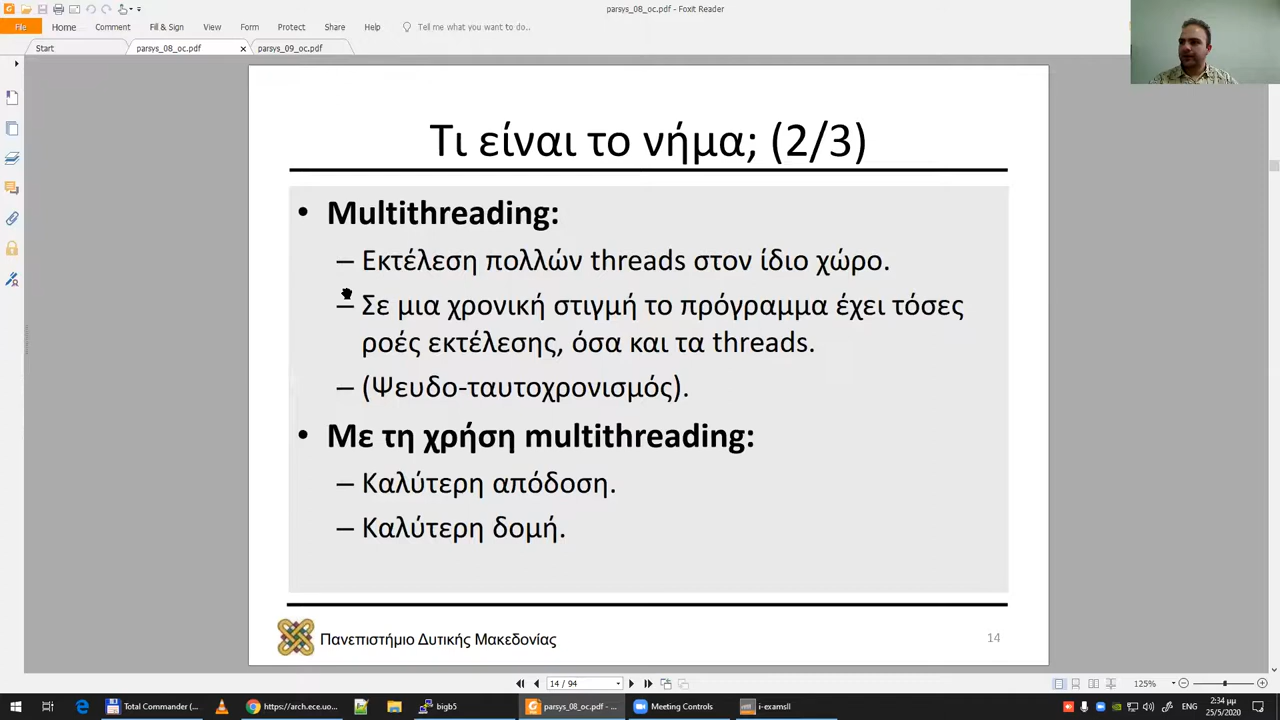 parsys_08_oc.pdf - Foxit Reader
File Home Comment Fill & Sign View Form Protect Share Help Tell me what you want to do..
Start parsys_08_oc.pdf parsys_09_oc.pdf
Τι είναι το νήμα; (2/3)
• Multithreading:
– Εκτέλεση πολλών threads στον ίδιο χώρο.
– Σε μια χρονική στιγμή το πρόγραμμα έχει τόσες
ροές εκτέλεσης, όσα και τα threads.
– (Ψευδο-ταυτοχρονισμός).
• Με τη χρήση multithreading:
– Καλύτερη απόδοση.
– Καλύτερη δομή.
Πανεπιστήμιο Δυτικής Μακεδονίας
14
14 / 94
125%
Total Commander (... https://arch.ece.uo... bigb5 parsys_08_oc.pdf - ... Meeting Controls i-examsll
ENG
2:34 μμ
25/5/2020